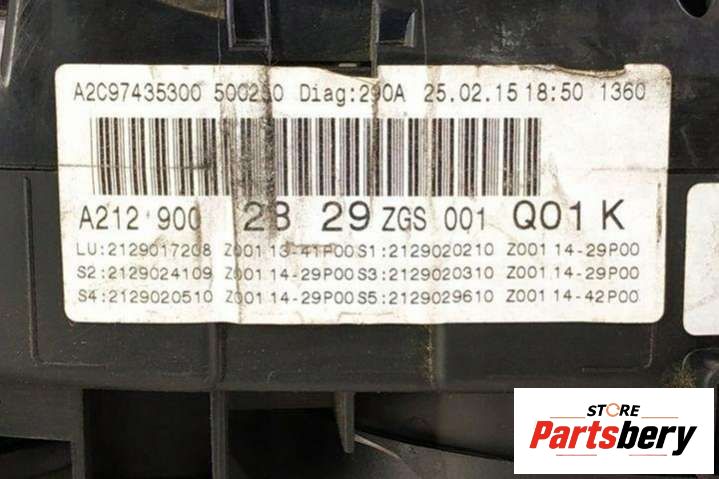 A2C97435300 500250 Diag:290A 25.02.15 18:50 1360
A212 900 28 29 ZGS 001 Q01 K
LU:2129017208 Z001 13-41P00 S1:2129020210 Z001 14-29P00
S2:2129024109 Z001 14-29P00 S3:2129020310 Z001 14-29P00
S4:2129020510 Z001 14-29P00 S5:2129029610 Z001 14-42P00
STORE
Partsbery